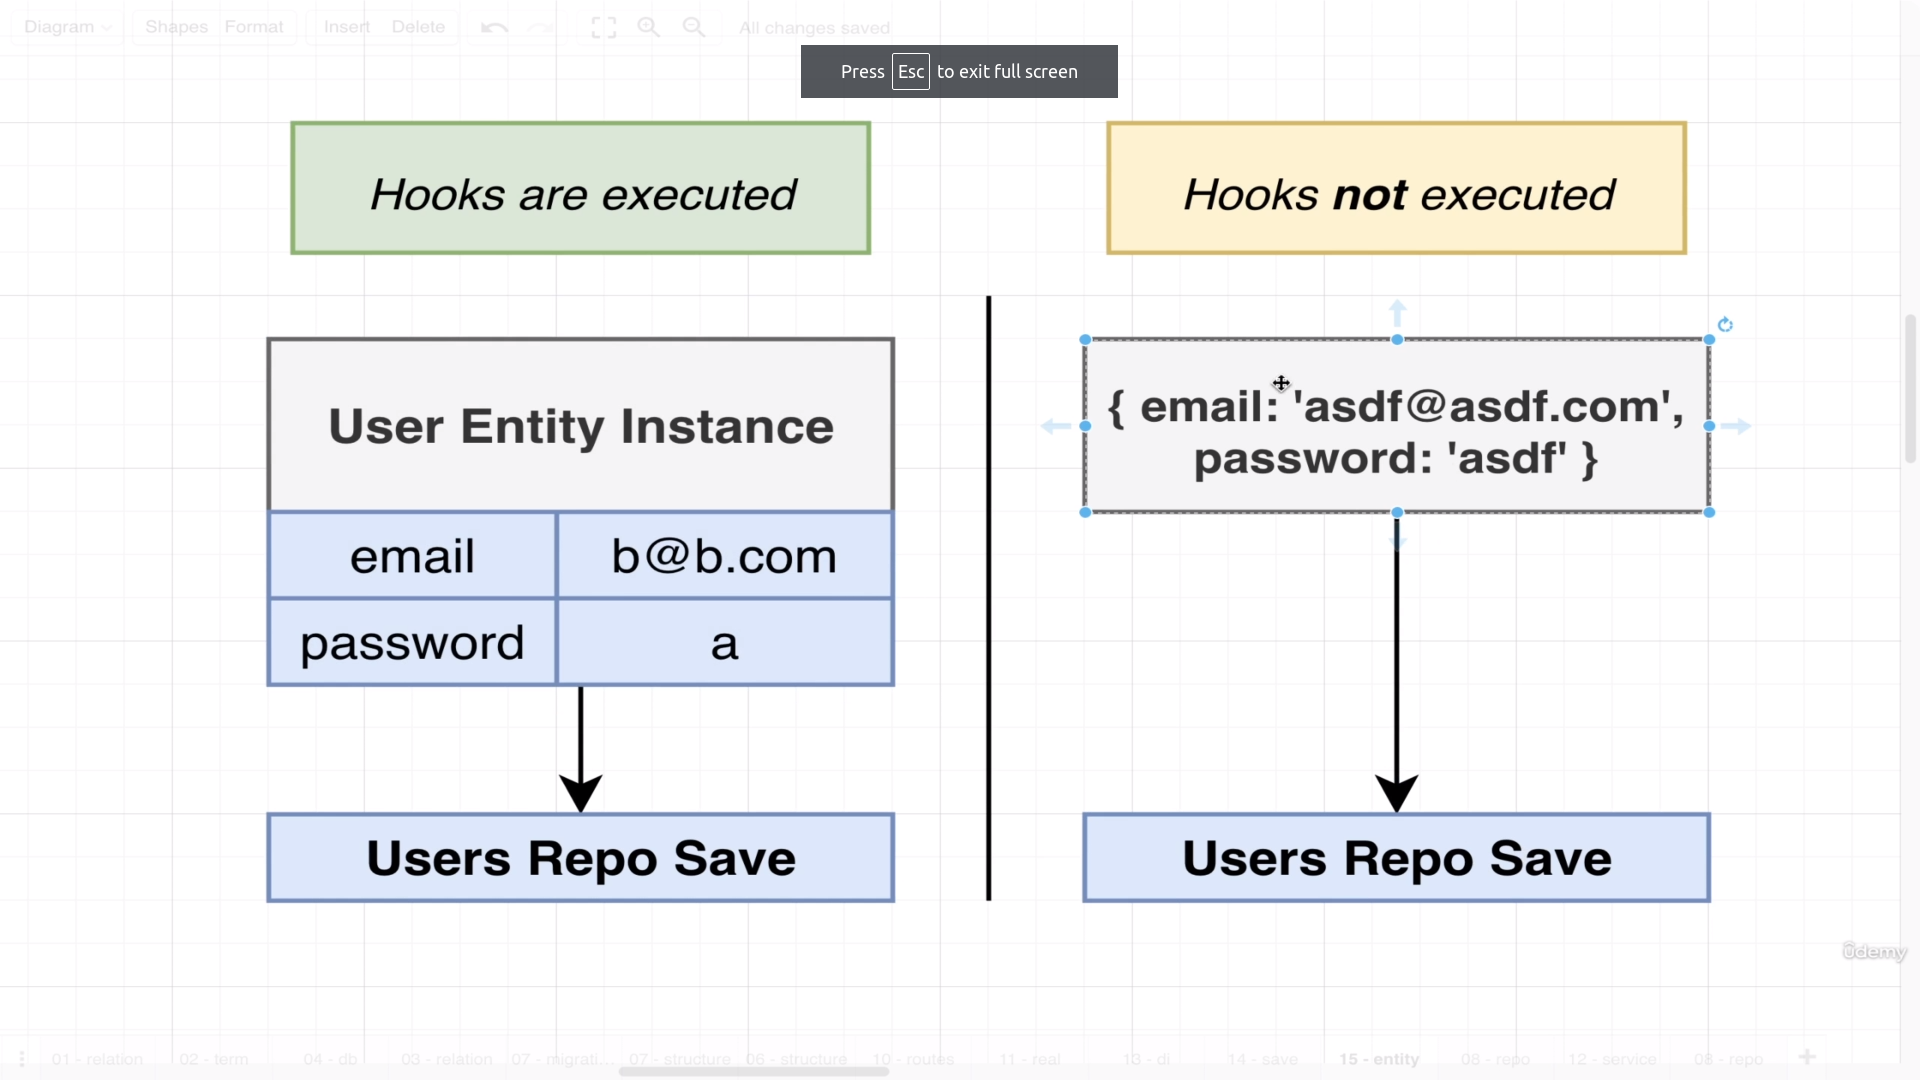 Diagram
Shapes
Format
Insert
Delete
All changes saved
Press Esc to exit full screen
Hooks are executed
Hooks not executed
User Entity Instance
email
b@b.com
password
a
Users Repo Save
{ email: 'asdf@asdf.com',
password: 'asdf' }
Users Repo Save
ûdemy
01 - relation
02 - term
04 - db
03 - relation
07 - migrati...
07 - structure
06 - structure
10 - routes
11 - real
13 - di
14 - save
15 - entity
08 - repo
12 - service
08 - repo